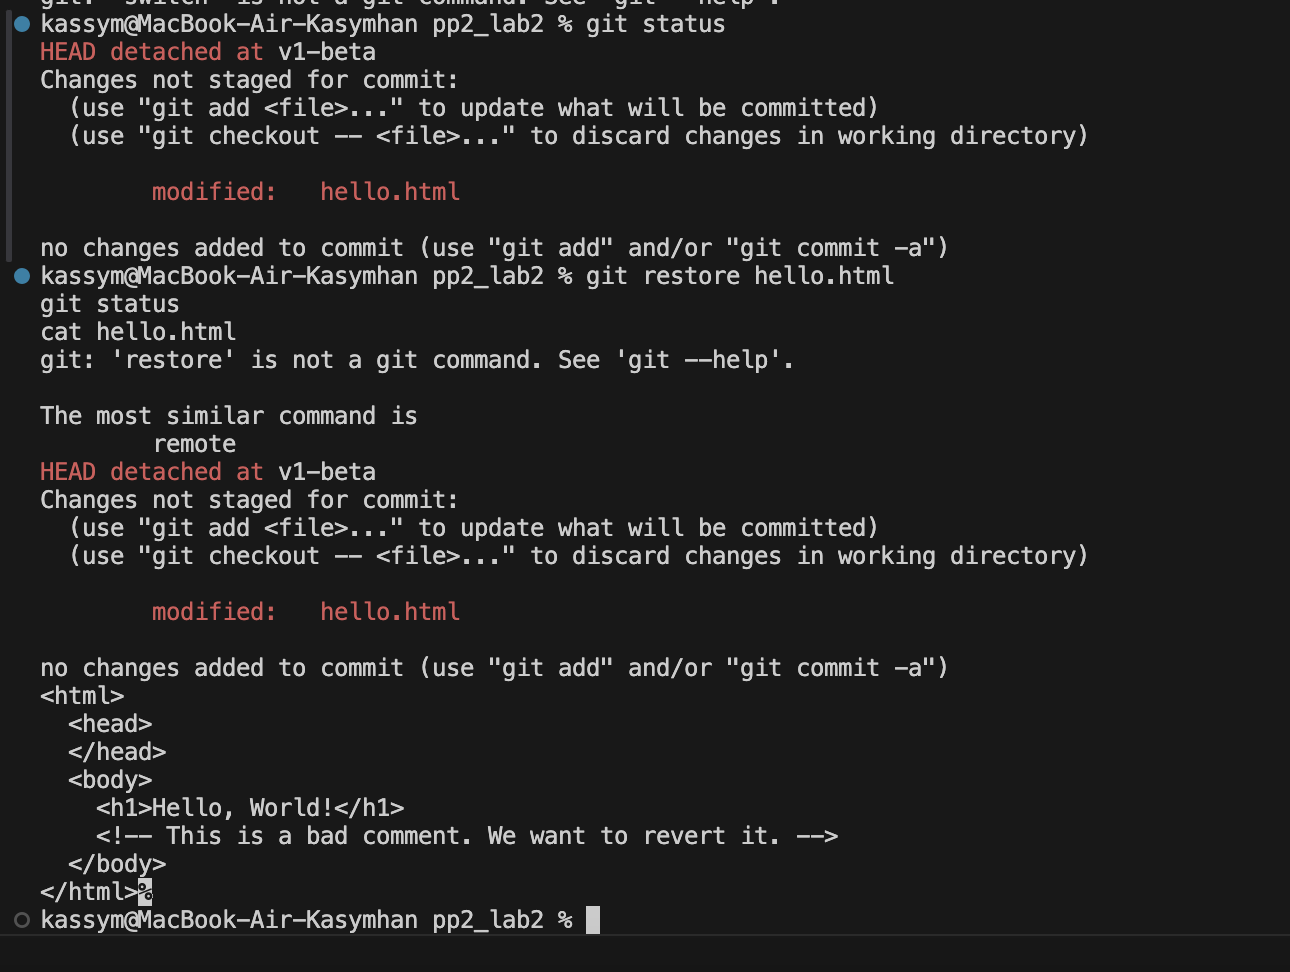 git: 'switch' is not a git command. See 'git --help'.
kassym@MacBook-Air-Kasymhan pp2_lab2 % git status
HEAD detached at v1-beta
Changes not staged for commit:
  (use "git add <file>..." to update what will be committed)
  (use "git checkout -- <file>..." to discard changes in working directory)

        modified:   hello.html

no changes added to commit (use "git add" and/or "git commit -a")
kassym@MacBook-Air-Kasymhan pp2_lab2 % git restore hello.html
git status
cat hello.html
git: 'restore' is not a git command. See 'git --help'.

The most similar command is
        remote
HEAD detached at v1-beta
Changes not staged for commit:
  (use "git add <file>..." to update what will be committed)
  (use "git checkout -- <file>..." to discard changes in working directory)

        modified:   hello.html

no changes added to commit (use "git add" and/or "git commit -a")
<html>
  <head>
  </head>
  <body>
    <h1>Hello, World!</h1>
    <!-- This is a bad comment. We want to revert it. -->
  </body>
</html>%
kassym@MacBook-Air-Kasymhan pp2_lab2 %